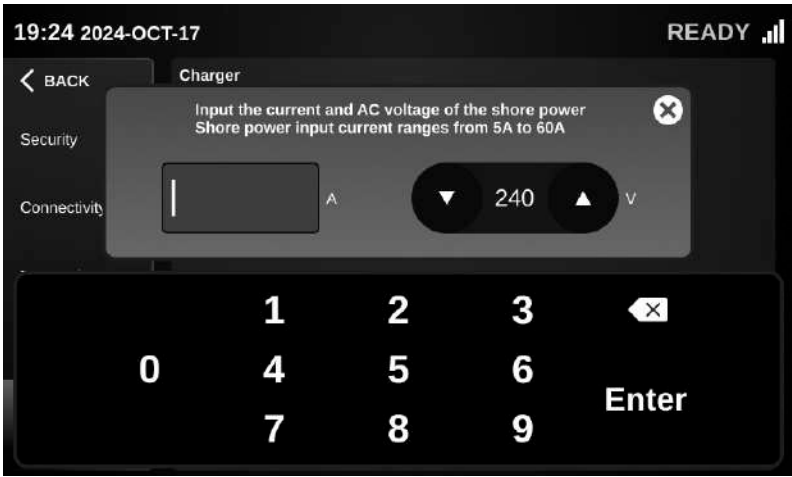 19:24 2024-OCT-17
READY
BACK
Charger
Input the current and AC voltage of the shore power
Shore power input current ranges from 5A to 60A
Security
Connectivity
A
240
V
1 2 3
0 4 5 6
Enter
7 8 9